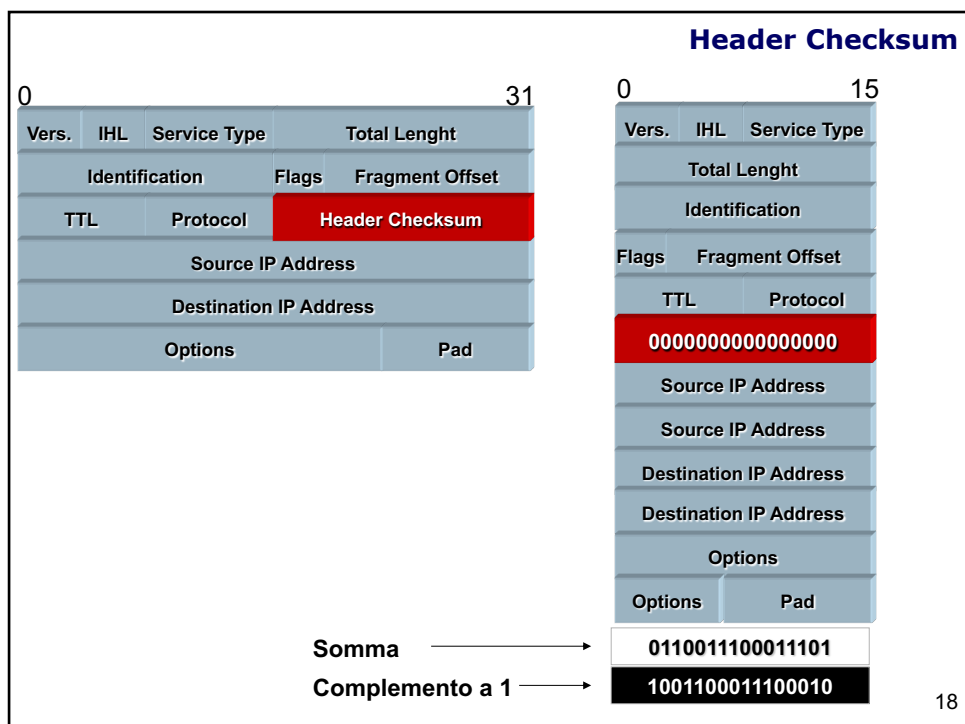 Header Checksum
0 31
Vers. IHL Service Type Total Lenght
Identification Flags Fragment Offset
TTL Protocol Header Checksum
Source IP Address
Destination IP Address
Options Pad
0 15
Vers. IHL Service Type
Total Lenght
Identification
Flags Fragment Offset
TTL Protocol
0000000000000000
Source IP Address
Source IP Address
Destination IP Address
Destination IP Address
Options
Options Pad
Somma 0110011100011101
Complemento a 1 1001100011100010
18